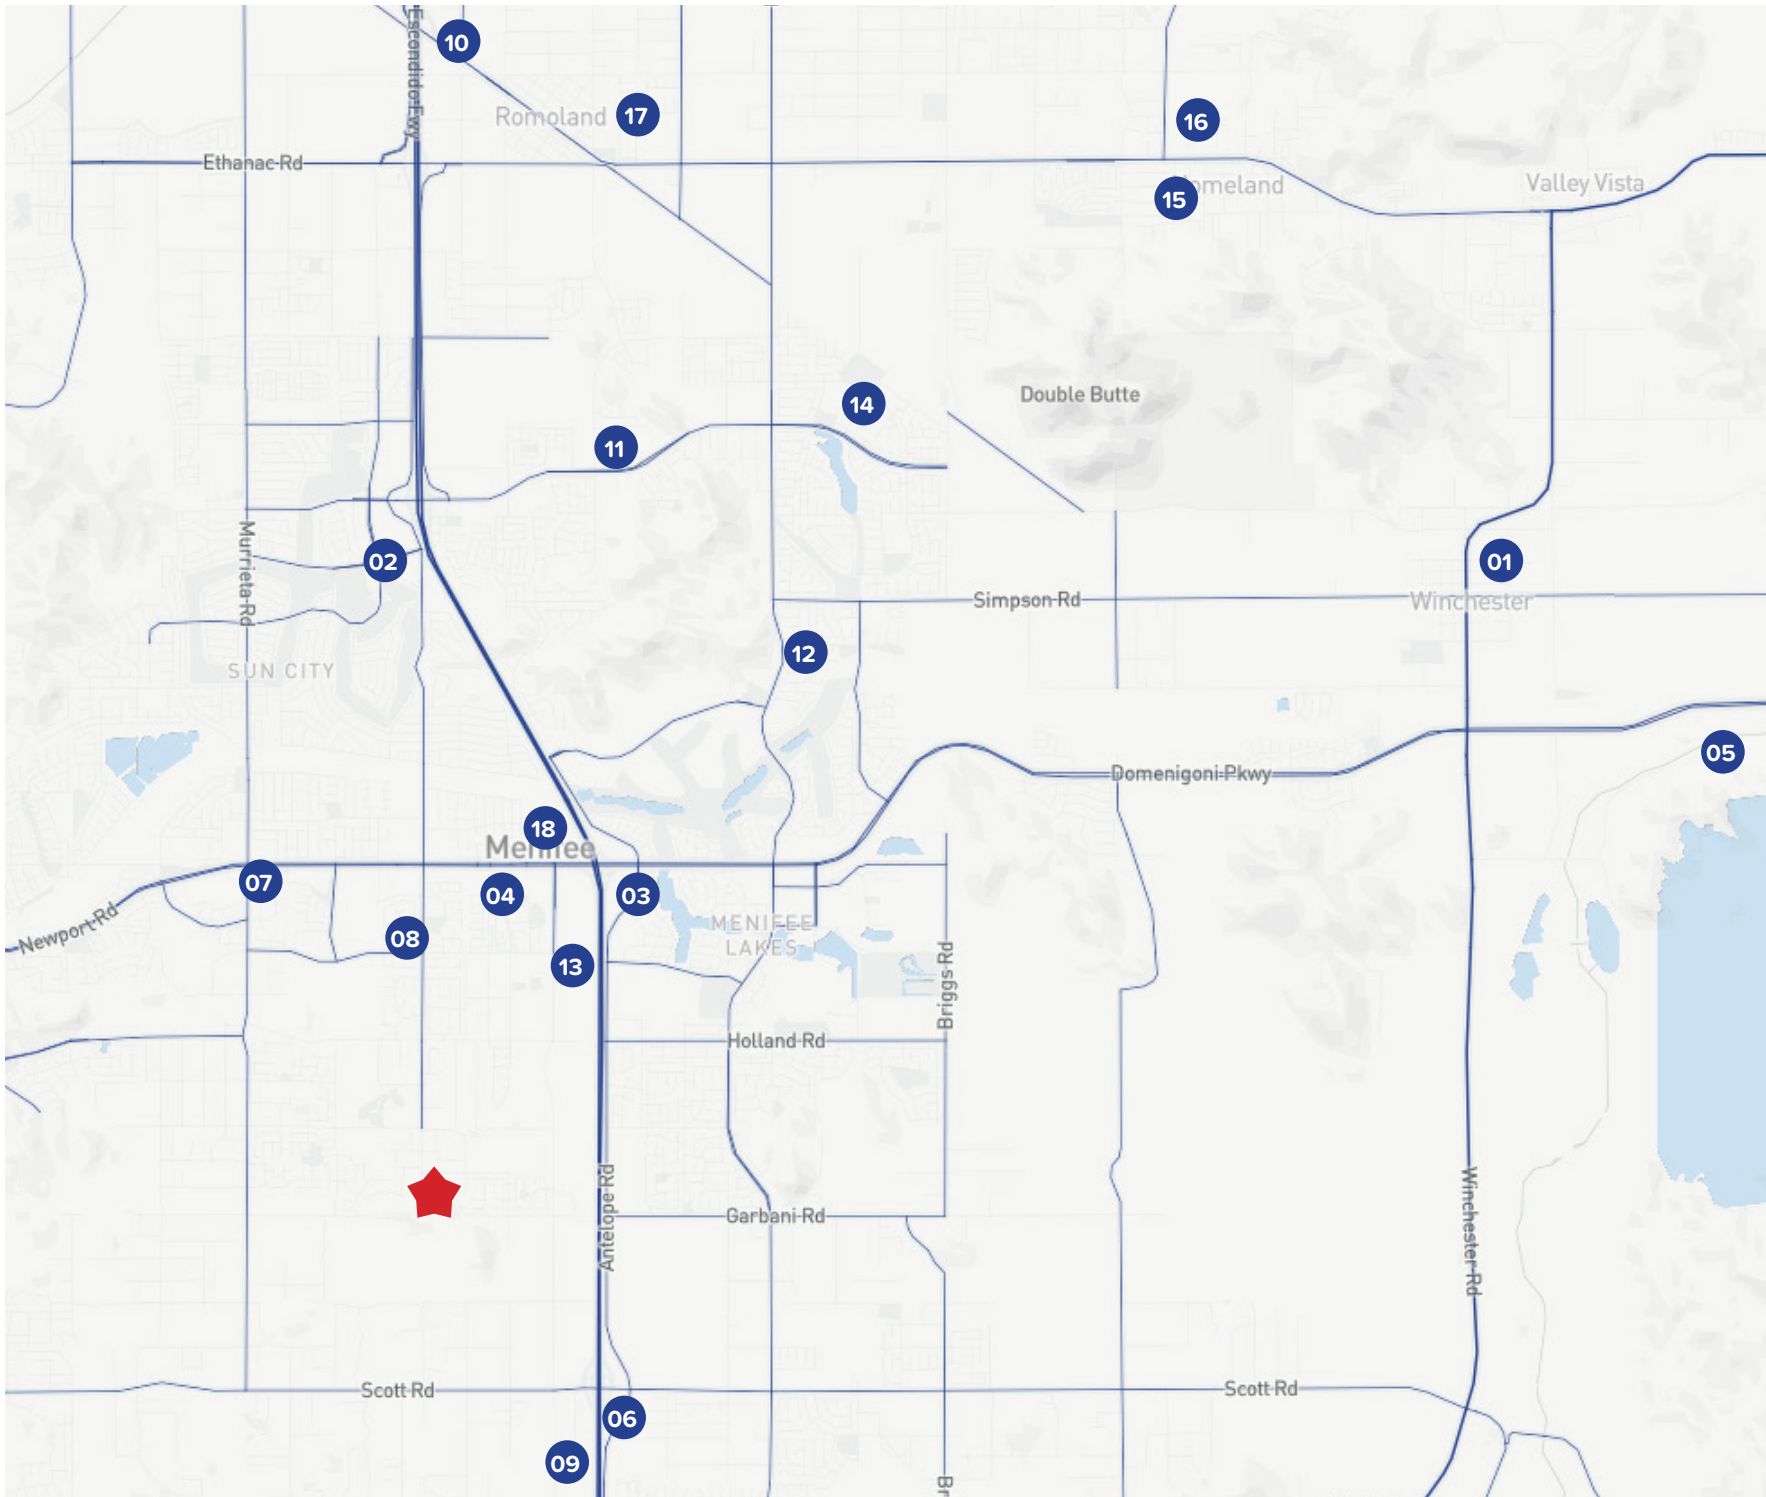 Escondido Fwy
10
Romoland
17
16
Ethanac Rd
15
Homeland
Valley Vista
Double Butte
14
11
Murrieta Rd
02
01
Simpson Rd
Winchester
12
SUN CITY
05
Domenigoni Pkwy
18
Menifee
07
04
03
Newport Rd
08
MENIFEE
LAKES
13
Briggs Rd
Holland Rd
Antelope Rd
Garbani Rd
Winchester Rd
Scott Rd
Scott Rd
06
09
Br